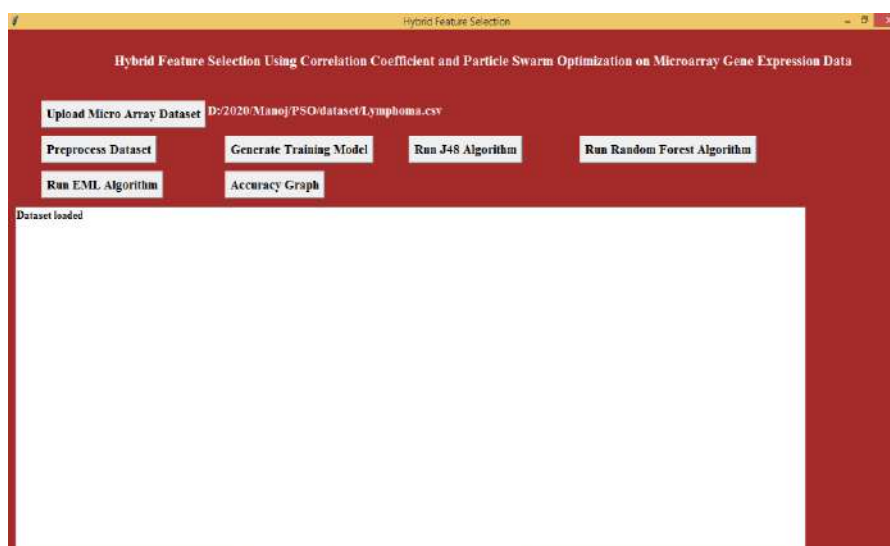 Hybrid Feature Selection
Hybrid Feature Selection Using Correlation Coefficient and Particle Swarm Optimization on Microarray Gene Expression Data
Upload Micro Array Dataset D:/2020/Manoj/PSO/dataset/Lymphoma.csv
Preprocess Dataset Generate Training Model Run J48 Algorithm Run Random Forest Algorithm
Run EML Algorithm Accuracy Graph
Dataset loaded